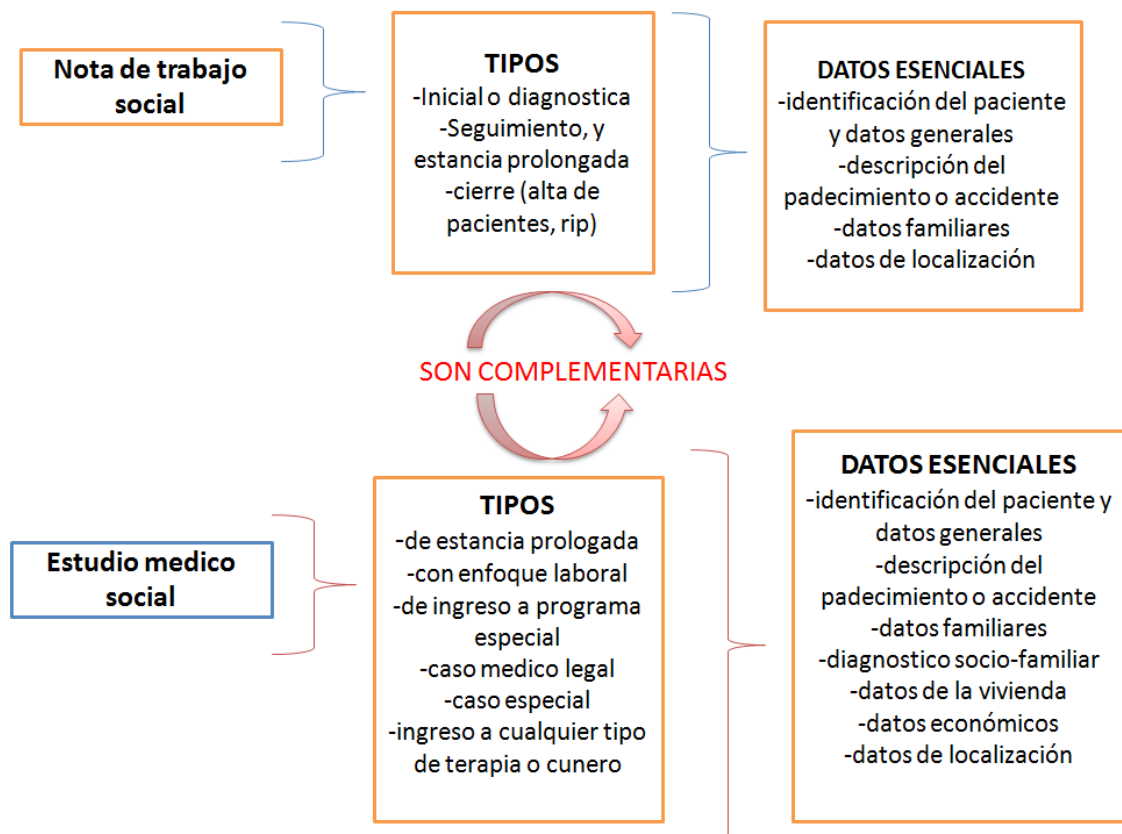 Nota de trabajo
social
TIPOS
-Inicial o diagnostica
-Seguimiento, y
estancia prolongada
-cierre (alta de
pacientes, rip)
DATOS ESENCIALES
-identificación del paciente
y datos generales
-descripción del
padecimiento o accidente
-datos familiares
-datos de localización
SON COMPLEMENTARIAS
Estudio medico
social
TIPOS
-de estancia prologada
-con enfoque laboral
-de ingreso a programa
especial
-caso medico legal
-caso especial
-ingreso a cualquier tipo
de terapia o cunero
DATOS ESENCIALES
-identificación del paciente y
datos generales
-descripción del
padecimiento o accidente
-datos familiares
-diagnostico socio-familiar
-datos de la vivienda
-datos económicos
-datos de localización